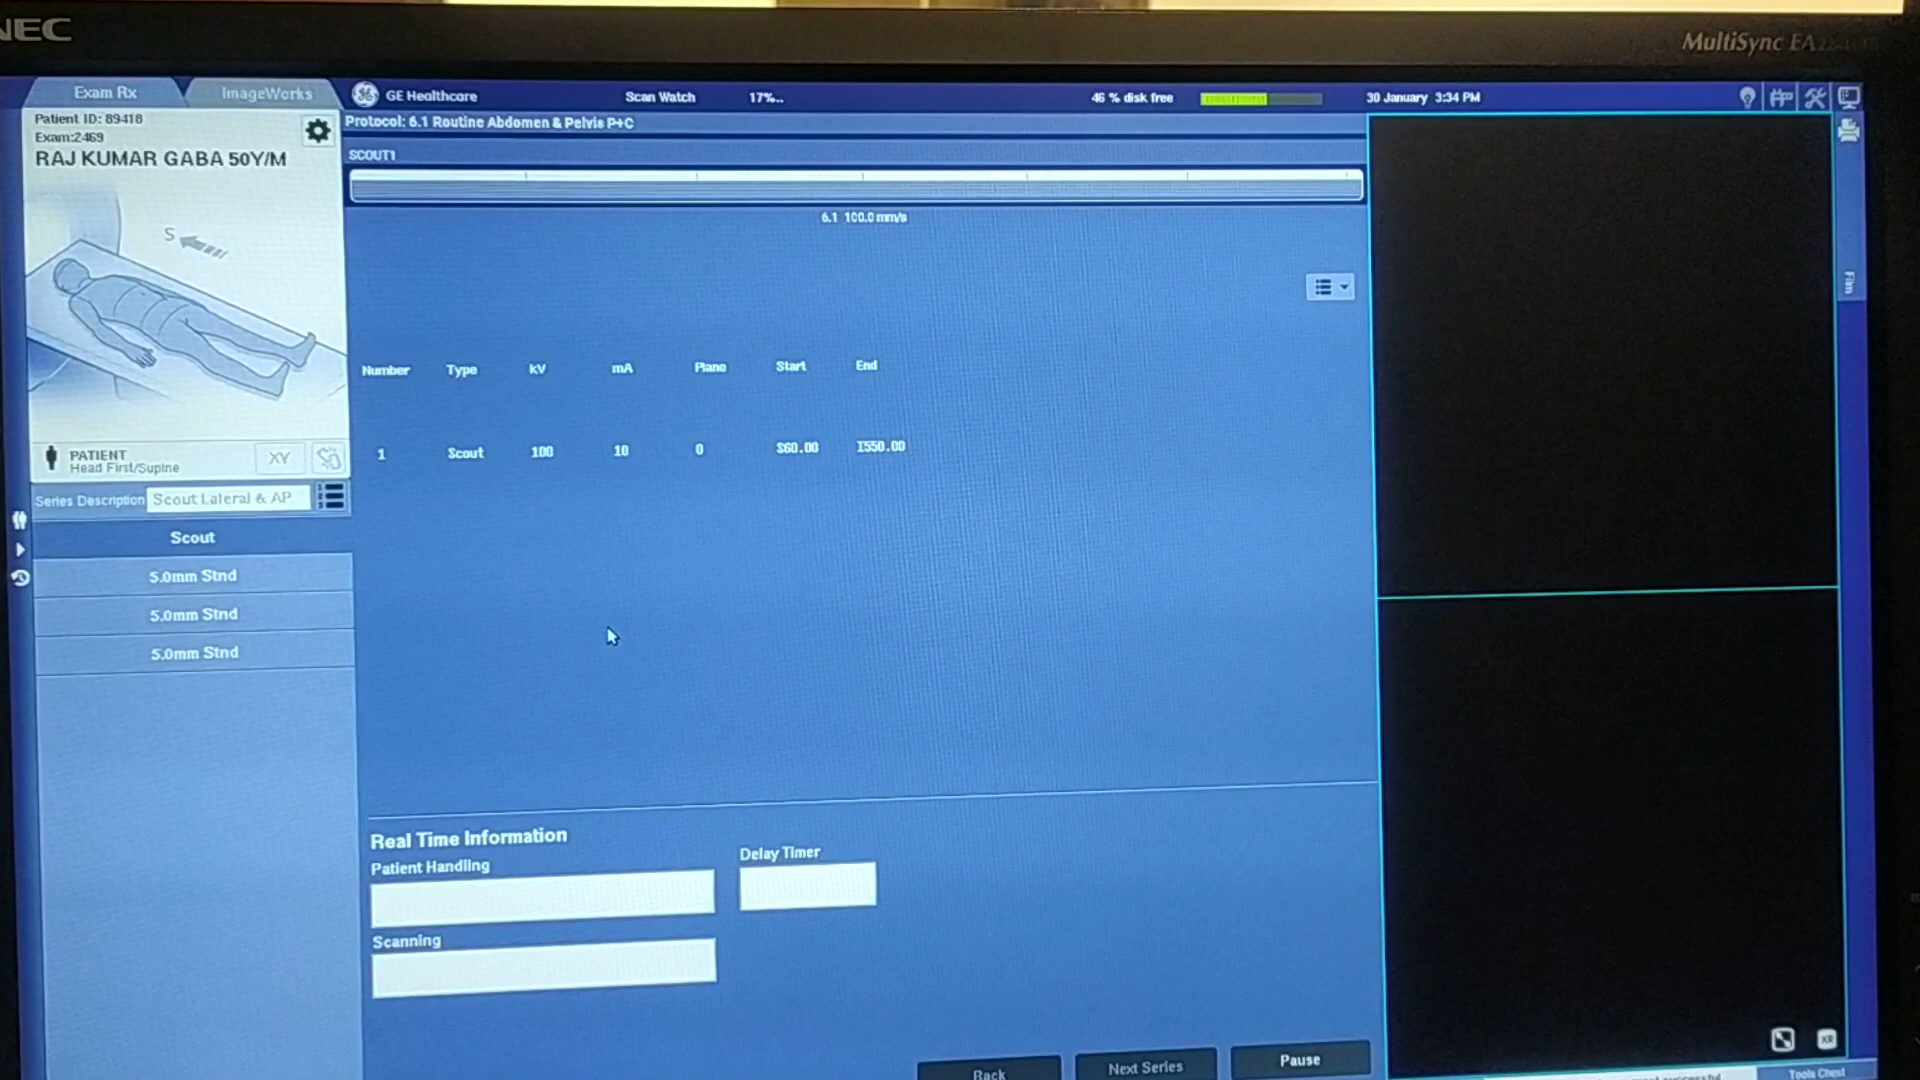 NEC
MultiSync EA
Exam Rx
ImageWorks
GE Healthcare
Scan Watch
17%..
46 % disk free
30 January 3:34 PM
Patient ID: 89418
Exam:2469
RAJ KUMAR GABA 50Y/M
Protocol: 6.1 Routine Abdomen & Pelvis P+C
SCOUT1
6.1 100.0 mm/s
S
Film
Number Type kV mA Plane Start End
1 Scout 100 10 0 S60.00 I550.00
PATIENT
Head First/Supine
XY
Series Description Scout Lateral & AP
Scout
5.0mm Stnd
5.0mm Stnd
5.0mm Stnd
Real Time Information
Patient Handling
Delay Timer
Scanning
Back
Next Series
Pause
XR
successful
Tools Chest